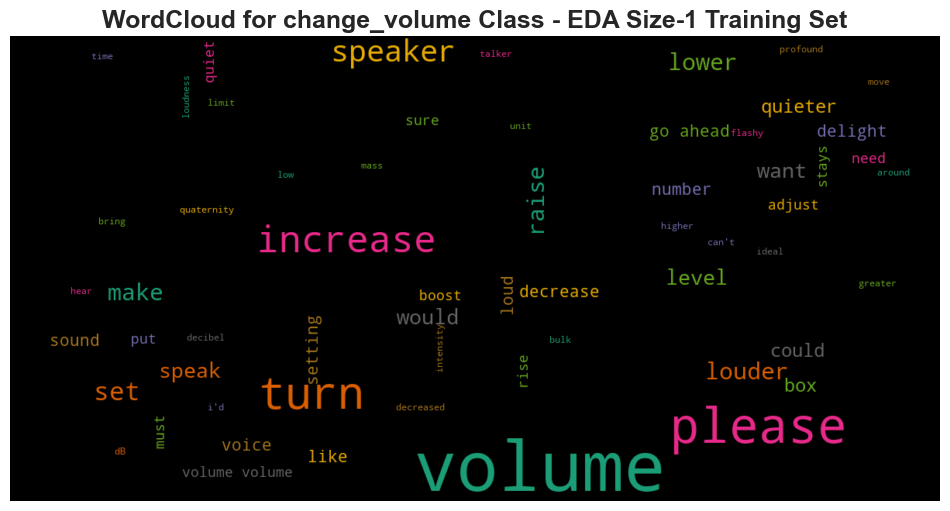 WordCloud for change_volume Class - EDA Size-1 Training Set
time
quiet
speaker
talker
lower
profound
move
loudness
limit
quieter
sure
unit
go ahead
flashy
delight
mass
low
raise
want
stays
need
around
number
quaternity
adjust
bring
higher
increase
can't
ideal
level
greater
hear
make
boost
loud
decrease
would
sound
put
decibel
setting
intensity
bulk
could
speak
rise
louder
box
set
turn
i'd
decreased
must
please
dB
voice
like
volume volume
volume